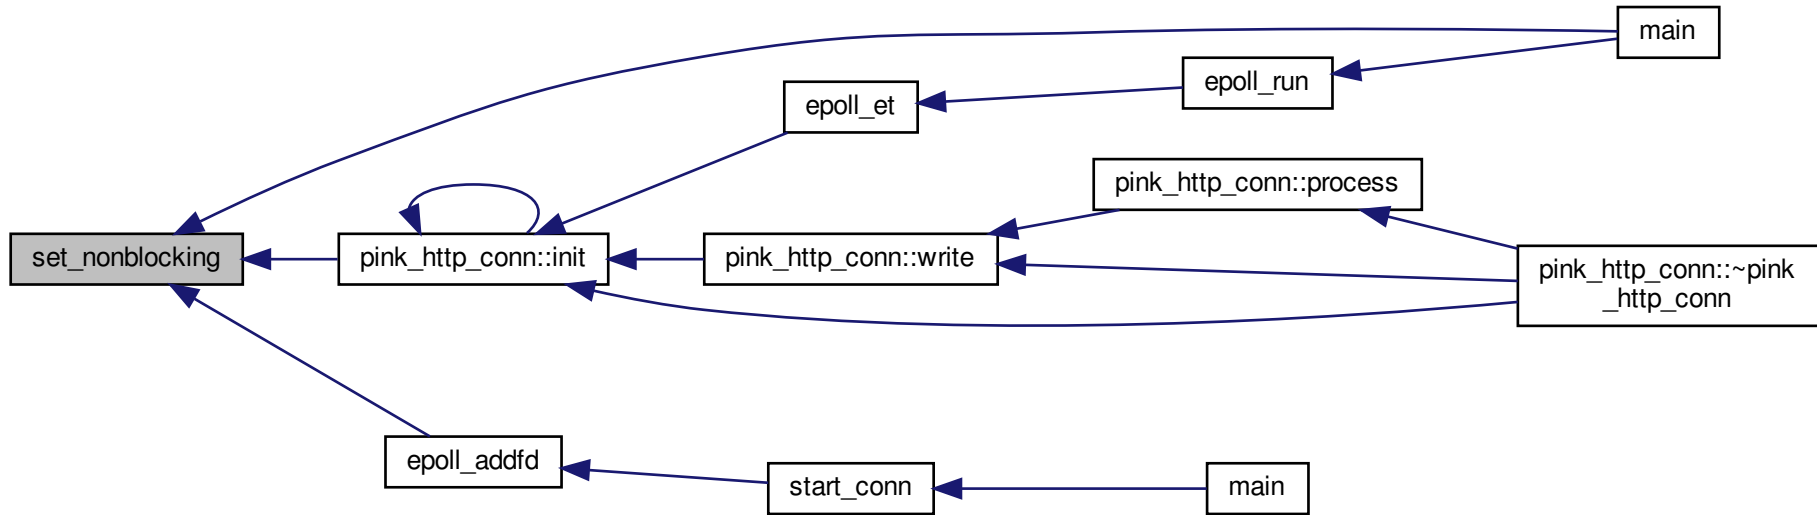 main
epoll_run
epoll_et
pink_http_conn::process
set_nonblocking
pink_http_conn::init
pink_http_conn::write
pink_http_conn::~pink
_http_conn
epoll_addfd
start_conn
main